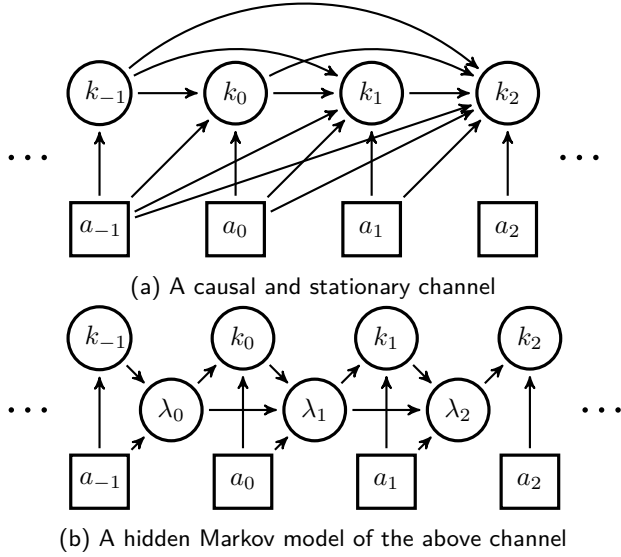 k₋₁ k₀ k₁ k₂
... ...
a₋₁ a₀ a₁ a₂
(a) A causal and stationary channel
k₋₁ k₀ k₁ k₂
... λ₀ λ₁ λ₂ ...
a₋₁ a₀ a₁ a₂
(b) A hidden Markov model of the above channel